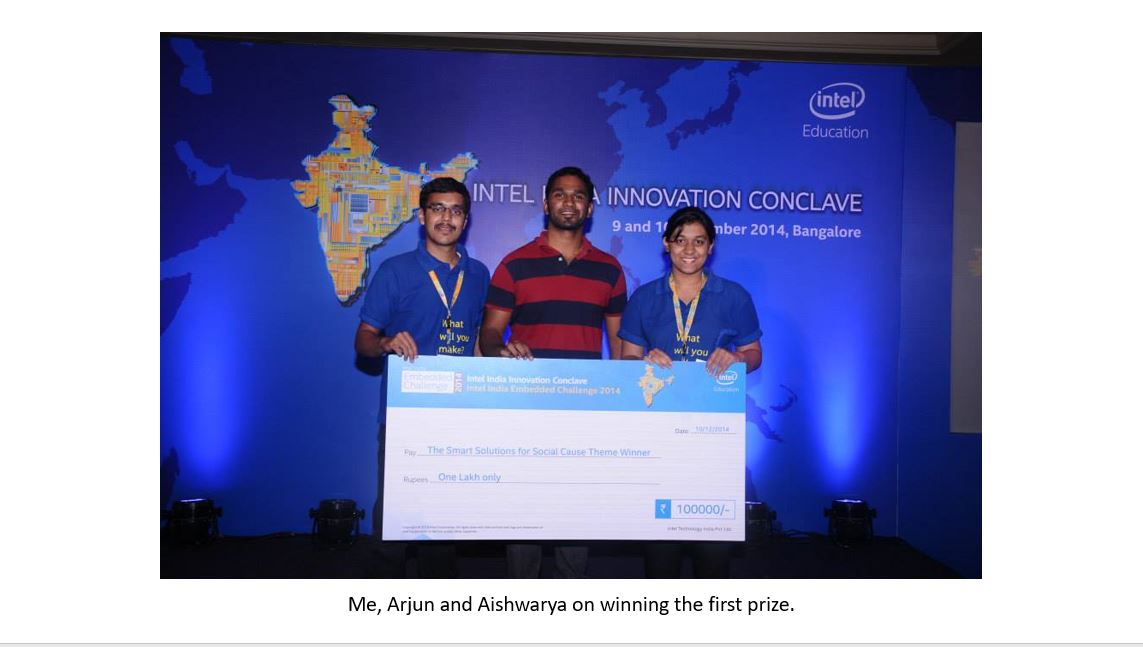 intel
Education
INTEL I A INNOVATION CONCLAVE
9 and 10 mber 2014, Bangalore
What
will you
make?
What
will you
Embedded
Challenge
2014
Intel India Innovation Conclave
Intel India Embedded Challenge 2014
intel
Education
Date: 10/12/2014
Pay The Smart Solutions for Social Cause Theme Winner
Rupees One Lakh only
₹ 100000/-
Intel Technology India Pvt Ltd.
Me, Arjun and Aishwarya on winning the first prize.